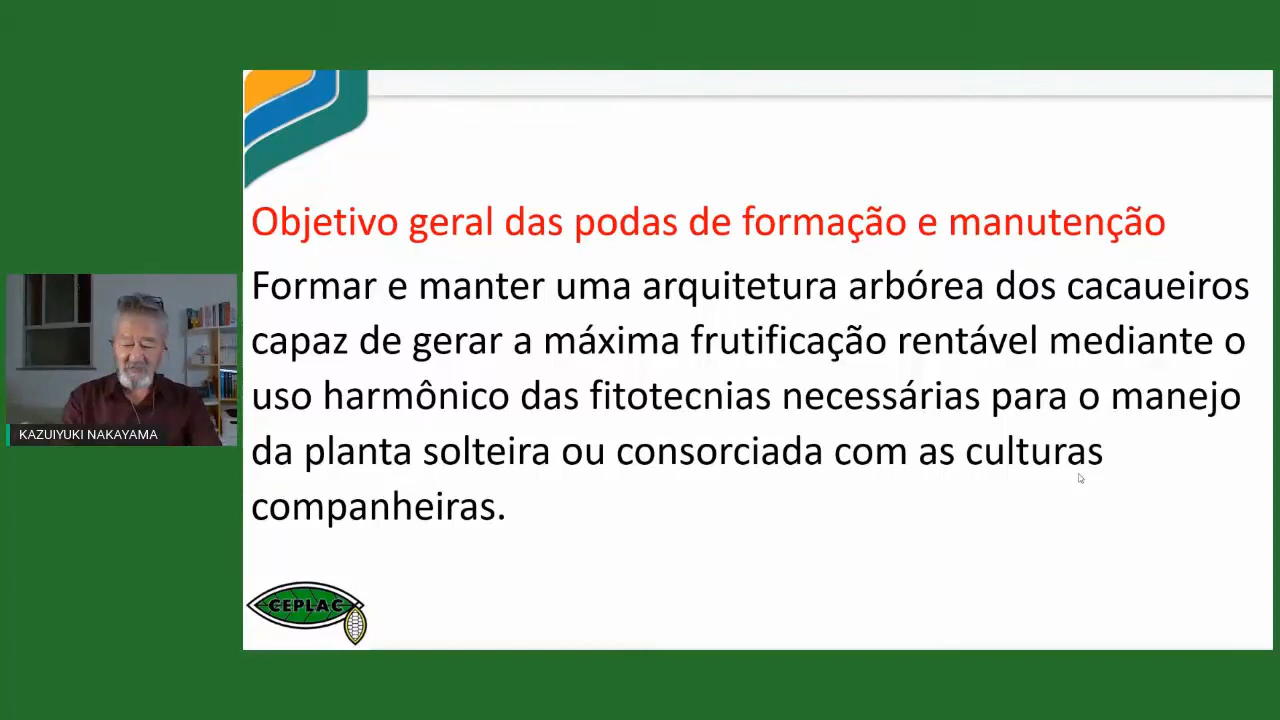 Objetivo geral das podas de formação e manutenção
Formar e manter uma arquitetura arbórea dos cacaueiros
capaz de gerar a máxima frutificação rentável mediante o
uso harmônico das fitotecnias necessárias para o manejo
da planta solteira ou consorciada com as culturas
companheiras.
KAZUIYUKI NAKAYAMA
CEPLAC